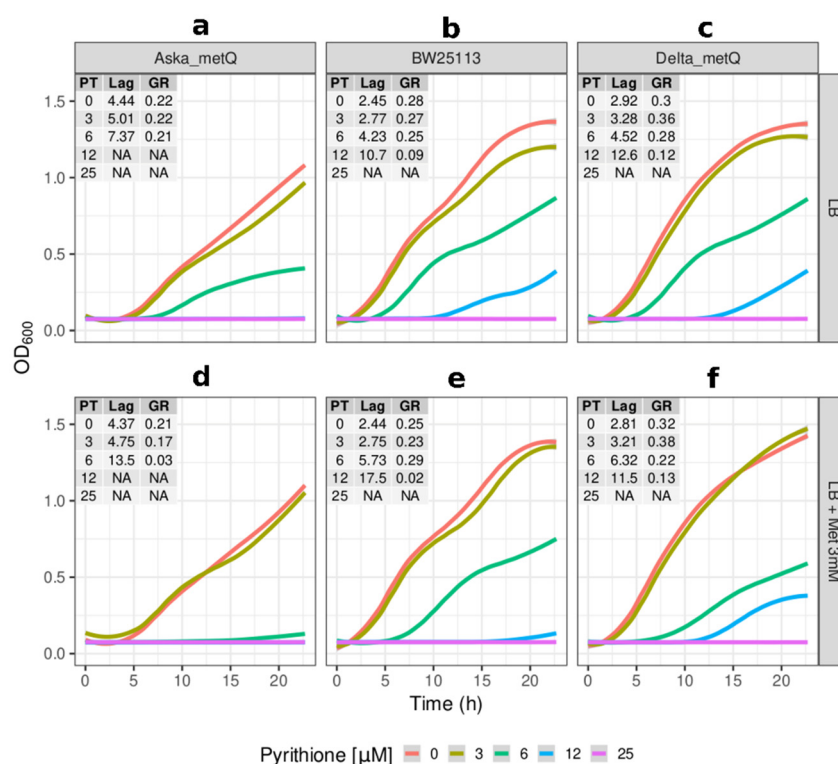 a b c
Aska_metQ BW25113 Delta_metQ
PT Lag GR PT Lag GR PT Lag GR
0 4.44 0.22 0 2.45 0.28 0 2.92 0.3
3 5.01 0.22 3 2.77 0.27 3 3.28 0.36
6 7.37 0.21 6 4.23 0.25 6 4.52 0.28
12 NA NA 12 10.7 0.09 12 12.6 0.12
25 NA NA 25 NA NA 25 NA NA
1.5
1.0
0.5
0.0
LB
OD600
d e f
PT Lag GR PT Lag GR PT Lag GR
0 4.37 0.21 0 2.44 0.25 0 2.81 0.32
3 4.75 0.17 3 2.75 0.23 3 3.21 0.38
6 13.5 0.03 6 5.73 0.29 6 6.32 0.22
12 NA NA 12 17.5 0.02 12 11.5 0.13
25 NA NA 25 NA NA 25 NA NA
1.5
1.0
0.5
0.0
LB + Met 3mM
0 5 10 15 20 0 5 10 15 20 0 5 10 15 20
Time (h)
Pyrithione [µM] 0 3 6 12 25